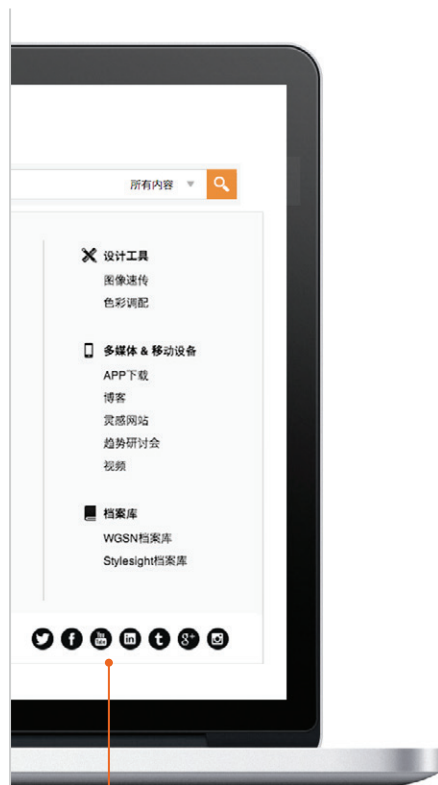 所有内容
设计工具
图像速传
色彩调配
多媒体 & 移动设备
APP下载
博客
灵感网站
趋势研讨会
视频
档案库
WGSN档案库
Stylesight档案库